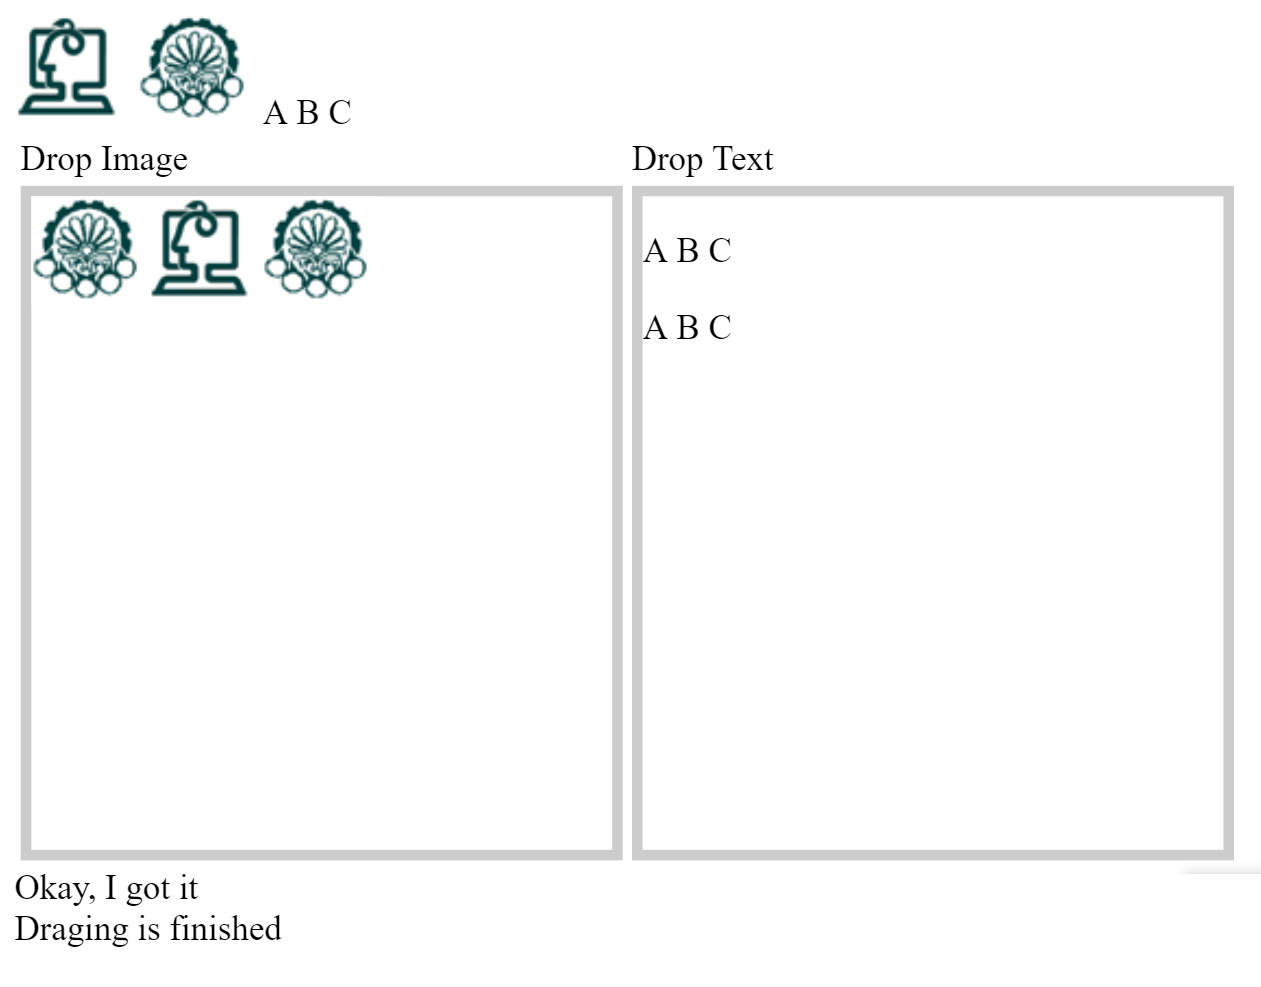 A B C
Drop Image
Drop Text
A B C
A B C
Okay, I got it
Draging is finished